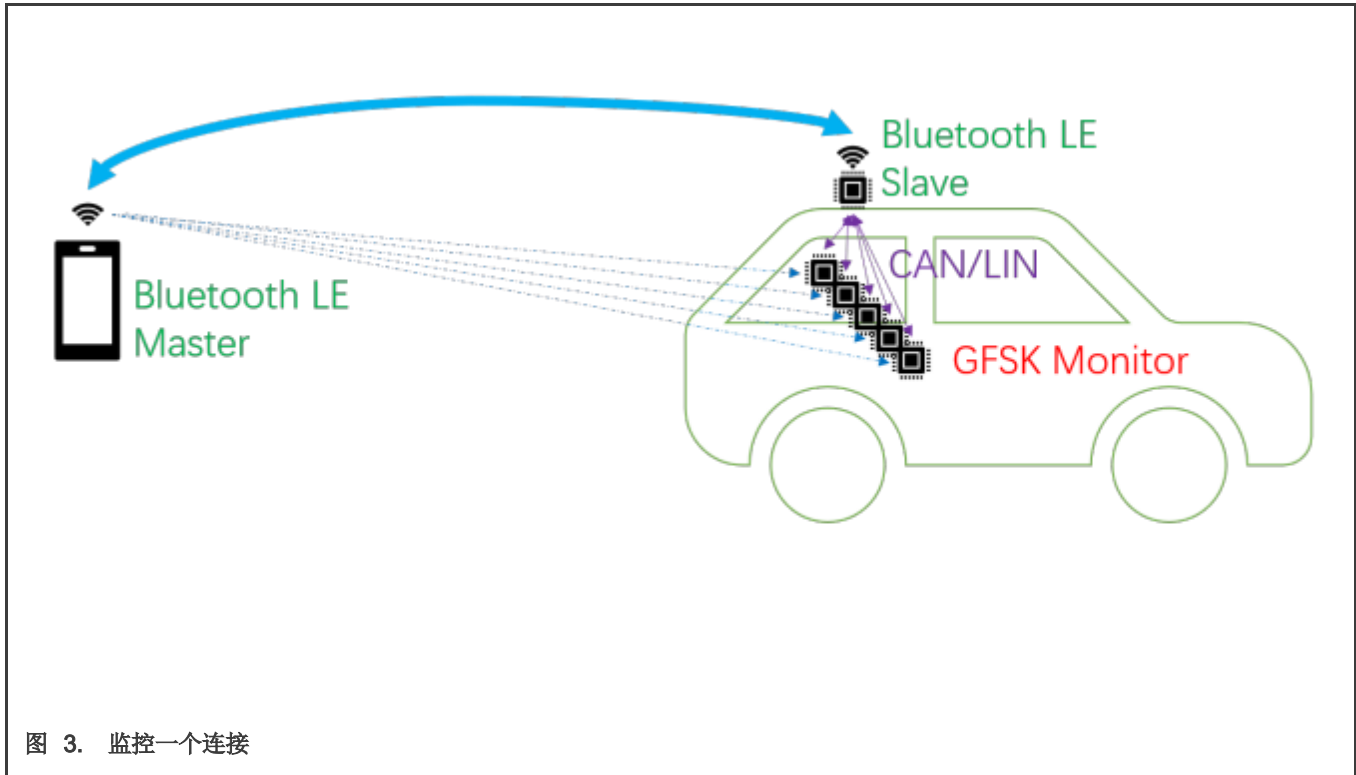 Bluetooth LE
Slave
CAN/LIN
Bluetooth LE
Master
GFSK Monitor
图 3. 监控一个连接